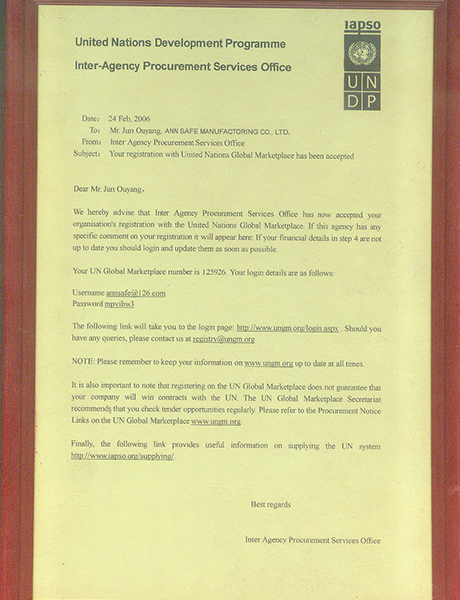 iapso
United Nations Development Programme
Inter-Agency Procurement Services Office
U N
D P
Date: 24 Feb, 2006
To: Mr. Jun Ouyang, ANN SAFE MANUFACTURING CO., LTD.
From: Inter Agency Procurement Services Office
Subject: Your registration with United Nations Global Marketplace has been accepted
Dear Mr. Jun Ouyang,
We hereby advise that Inter Agency Procurement Services Office has now accepted your
organisation's registration with the United Nations Global Marketplace. If this agency has any
specific comment on your registration it will appear here: If your financial details in step 4 are not
up to date you should login and update them as soon as possible.
Your UN Global Marketplace number is 125926. Your login details are as follows:
Username annsafe@126.com
Password mpvibw3
The following link will take you to the login page: http://www.ungm.org/login.aspx . Should you
have any queries, please contact us at registry@ungm.org
NOTE: Please remember to keep your information on www.ungm.org up to date at all times.
It is also important to note that registering on the UN Global Marketplace does not guarantee that
your company will win contracts with the UN. The UN Global Marketplace Secretariat
recommends that you check tender opportunities regularly. Please refer to the Procurement Notice
Links on the UN Global Marketplace www.ungm.org.
Finally, the following link provides useful information on supplying the UN system
http://www.iapso.org/supplying/.
Best regards
Inter Agency Procurement Services Office